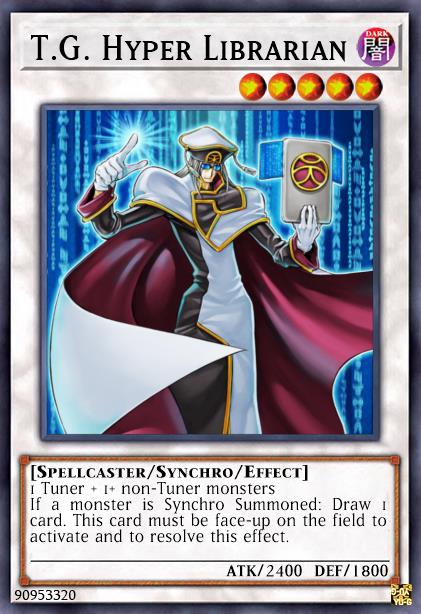 T.G. HYPER LIBRARIAN
DARK
闇
[SPELLCASTER/SYNCHRO/EFFECT]
1 Tuner + 1+ non-Tuner monsters
If a monster is Synchro Summoned: Draw 1
card. This card must be face-up on the field to
activate and to resolve this effect.
ATK/2400 DEF/1800
90953320